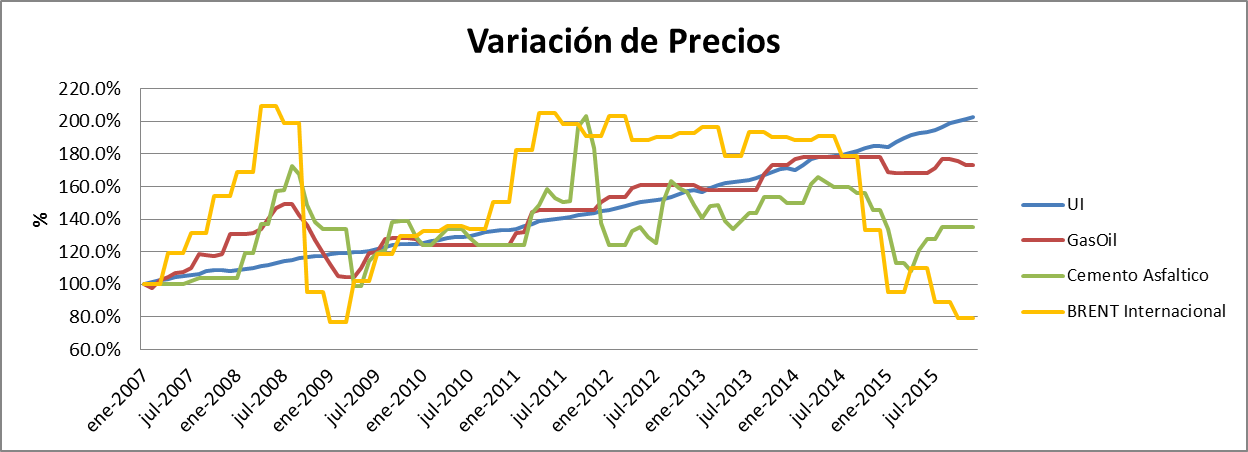 Variación de Precios
%
220.0%
200.0%
180.0%
160.0%
140.0%
120.0%
100.0%
80.0%
60.0%
ene-2007
jul-2007
ene-2008
jul-2008
ene-2009
jul-2009
ene-2010
jul-2010
ene-2011
jul-2011
ene-2012
jul-2012
ene-2013
jul-2013
ene-2014
jul-2014
ene-2015
jul-2015
UI
GasOil
Cemento Asfaltico
BRENT Internacional